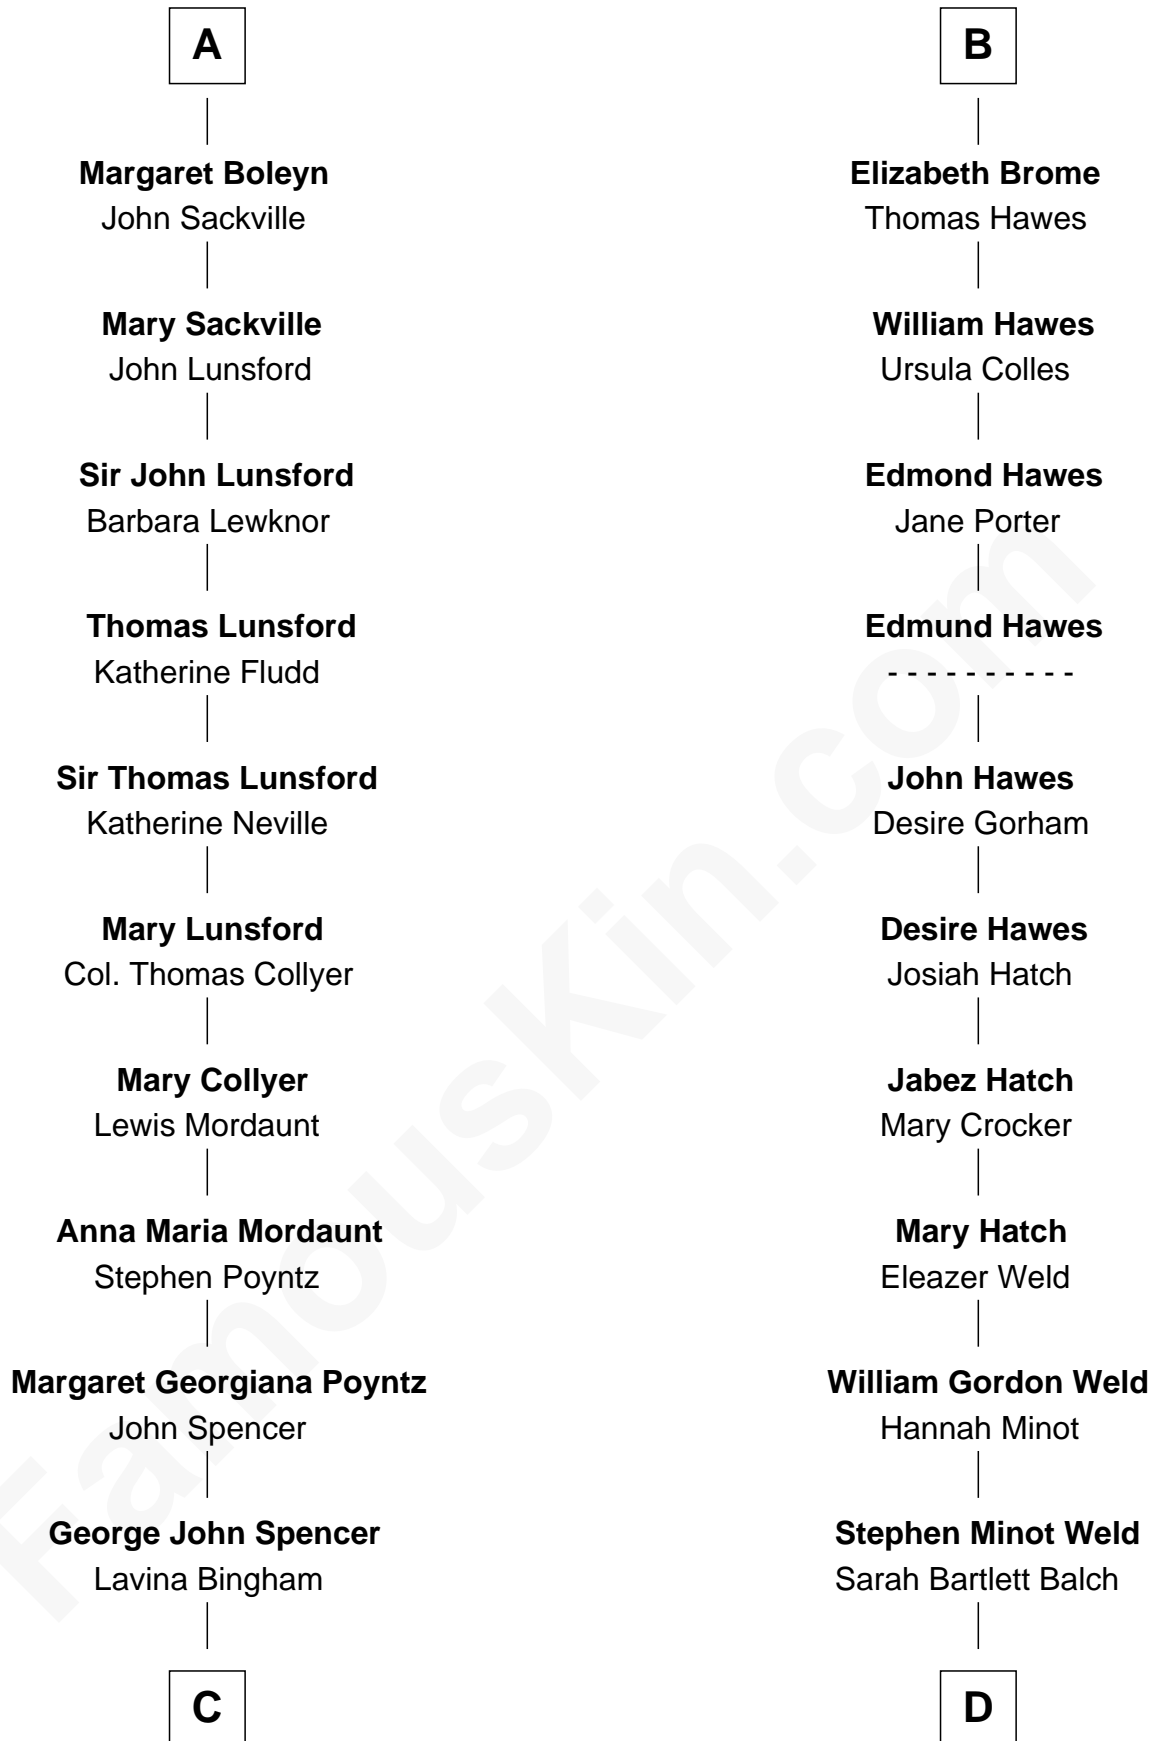 A
Margaret Boleyn
John Sackville
Mary Sackville
John Lunsford
Sir John Lunsford
Barbara Lewknor
Thomas Lunsford
Katherine Fludd
Sir Thomas Lunsford
Katherine Neville
Mary Lunsford
Col. Thomas Collyer
Mary Collyer
Lewis Mordaunt
Anna Maria Mordaunt
Stephen Poyntz
Margaret Georgiana Poyntz
John Spencer
George John Spencer
Lavina Bingham
C
B
Elizabeth Brome
Thomas Hawes
William Hawes
Ursula Colles
Edmond Hawes
Jane Porter
Edmund Hawes
- - - - - - - - - -
John Hawes
Desire Gorham
Desire Hawes
Josiah Hatch
Jabez Hatch
Mary Crocker
Mary Hatch
Eleazer Weld
William Gordon Weld
Hannah Minot
Stephen Minot Weld
Sarah Bartlett Balch
D
FamousKin.com